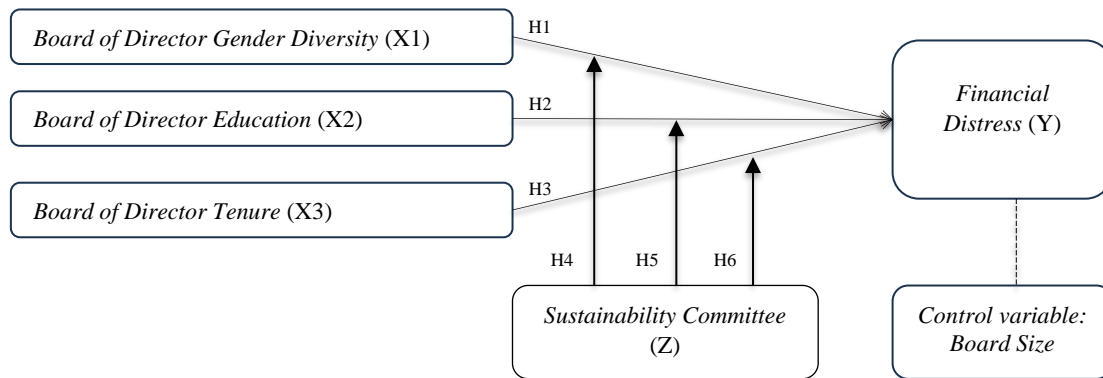 Board of Director Gender Diversity (X1)
H1
Board of Director Education (X2)
H2
Financial
Distress (Y)
Board of Director Tenure (X3)
H3
H4
H5
H6
Sustainability Committee
(Z)
Control variable:
Board Size